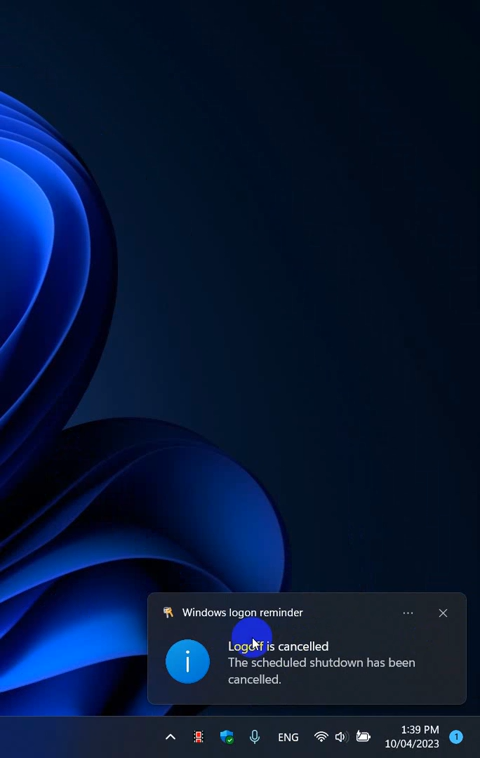 Windows logon reminder
Logoff is cancelled
The scheduled shutdown has been
cancelled.
ENG
1:39 PM
10/04/2023
1